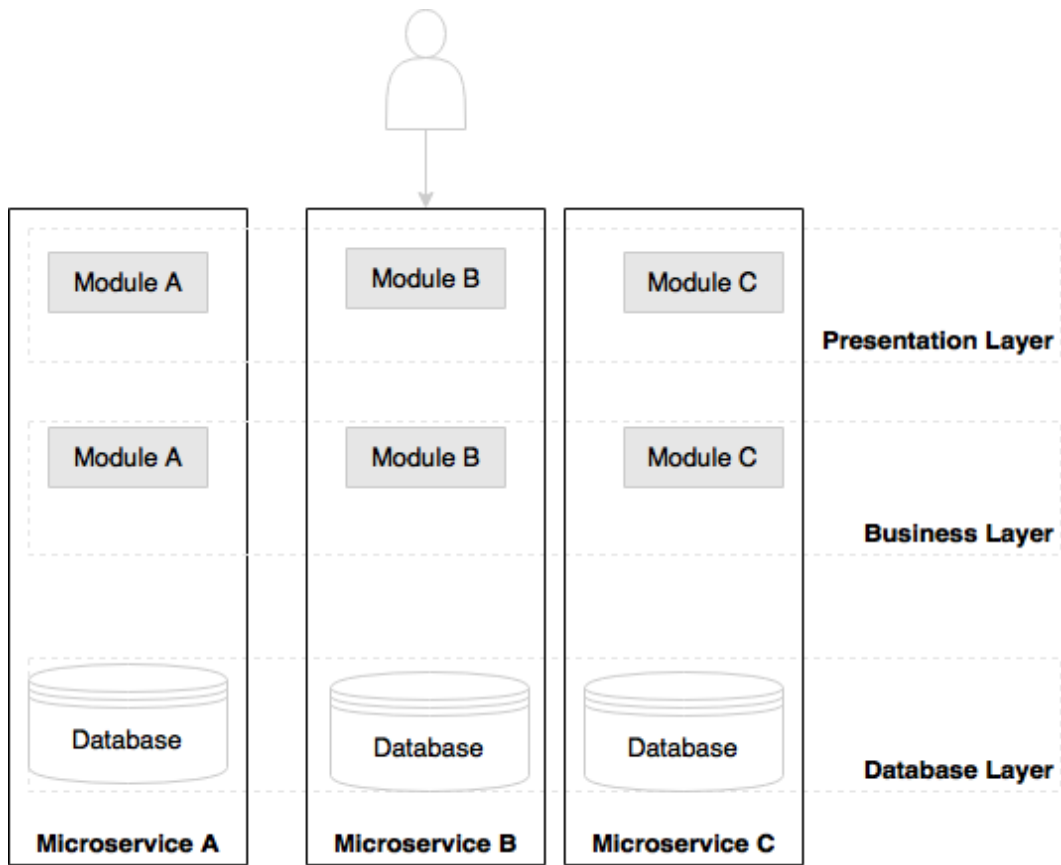 Module A
Module B
Module C
Presentation Layer
Module A
Module B
Module C
Business Layer
Database
Database
Database
Database Layer
Microservice A
Microservice B
Microservice C